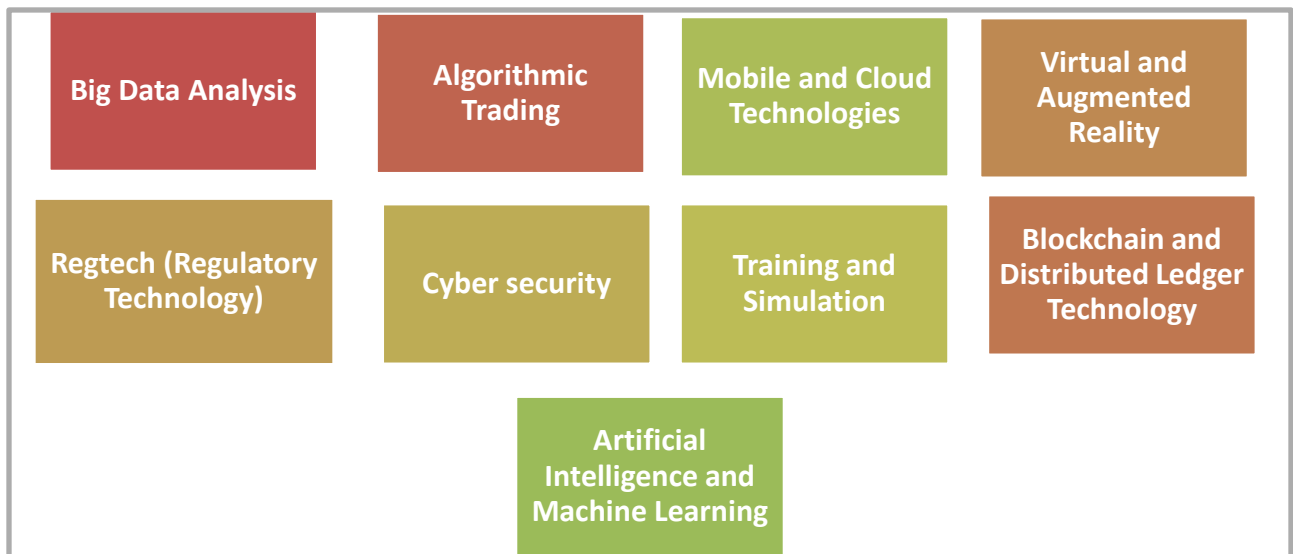 Big Data Analysis
Algorithmic
Trading
Mobile and Cloud
Technologies
Virtual and
Augmented
Reality
Regtech (Regulatory
Technology)
Cyber security
Training and
Simulation
Blockchain and
Distributed Ledger
Technology
Artificial
Intelligence and
Machine Learning